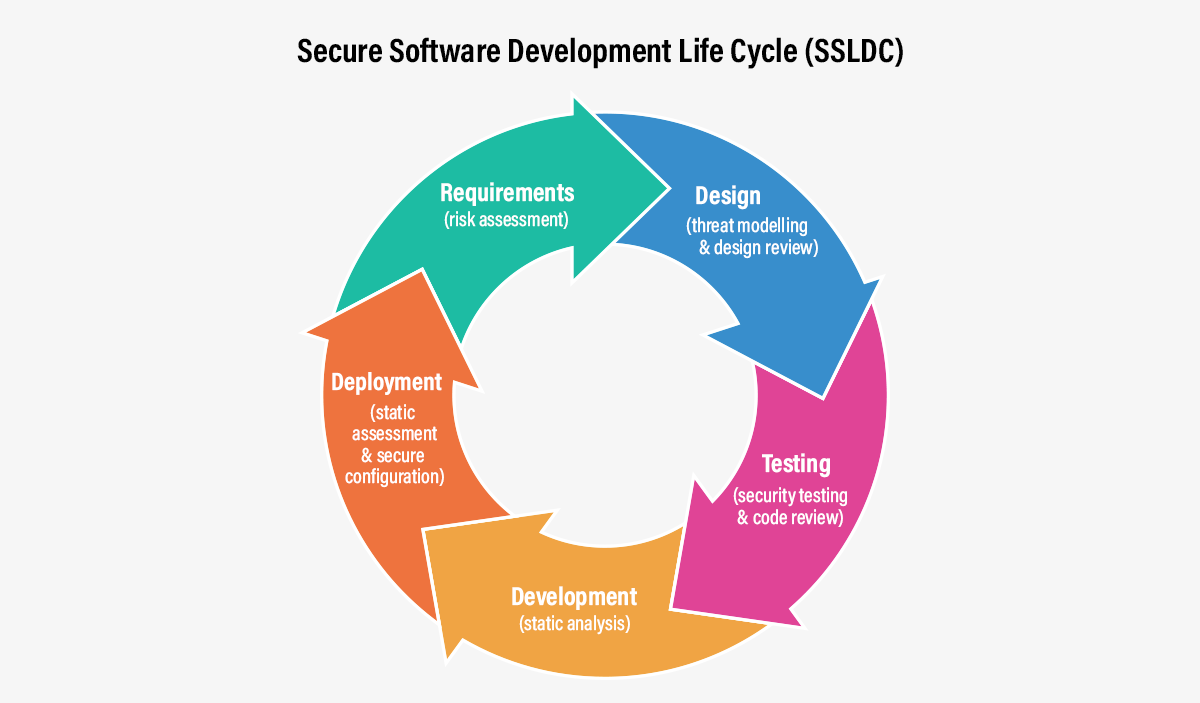 Secure Software Development Life Cycle (SSLDC)
Requirements
(risk assessment)
Design
(threat modelling
& design review)
Testing
(security testing
& code review)
Development
(static analysis)
Deployment
(static
assessment
& secure
configuration)